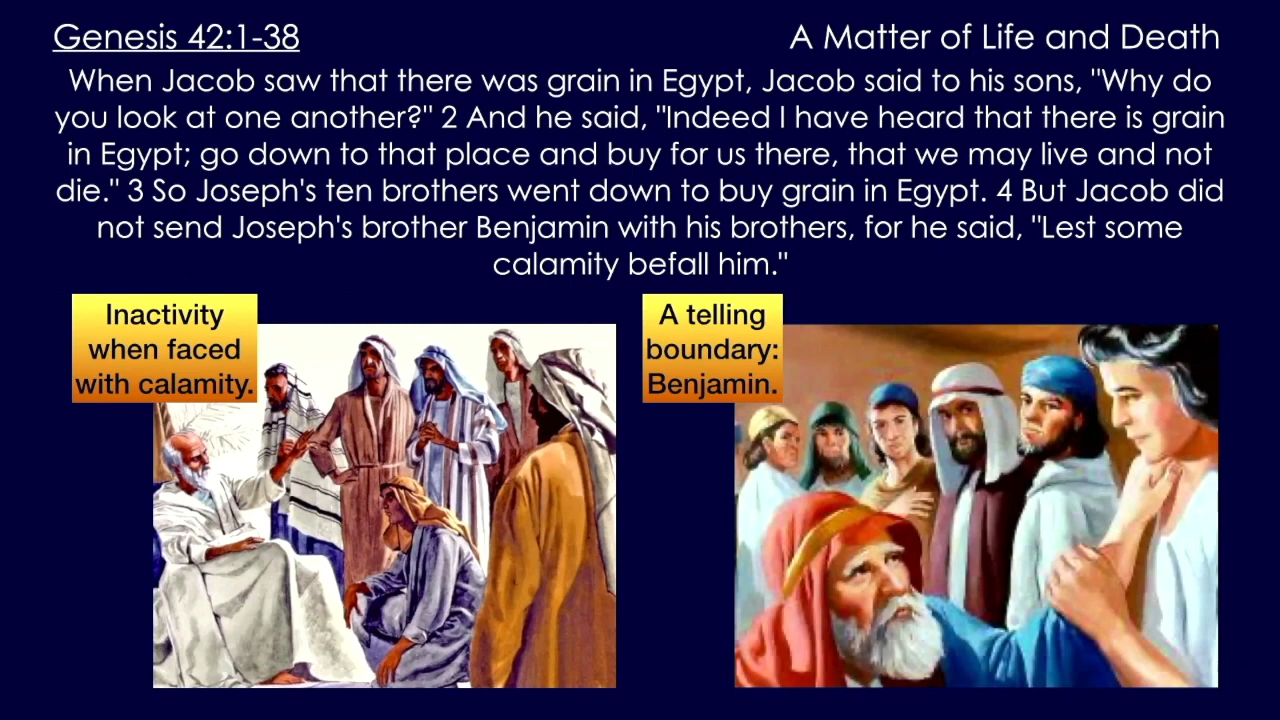 Genesis 42:1-38
A Matter of Life and Death
When Jacob saw that there was grain in Egypt, Jacob said to his sons, "Why do
you look at one another?" 2 And he said, "Indeed I have heard that there is grain
in Egypt; go down to that place and buy for us there, that we may live and not
die." 3 So Joseph's ten brothers went down to buy grain in Egypt. 4 But Jacob did
not send Joseph's brother Benjamin with his brothers, for he said, "Lest some
calamity befall him."
Inactivity
when faced
with calamity.
A telling
boundary:
Benjamin.